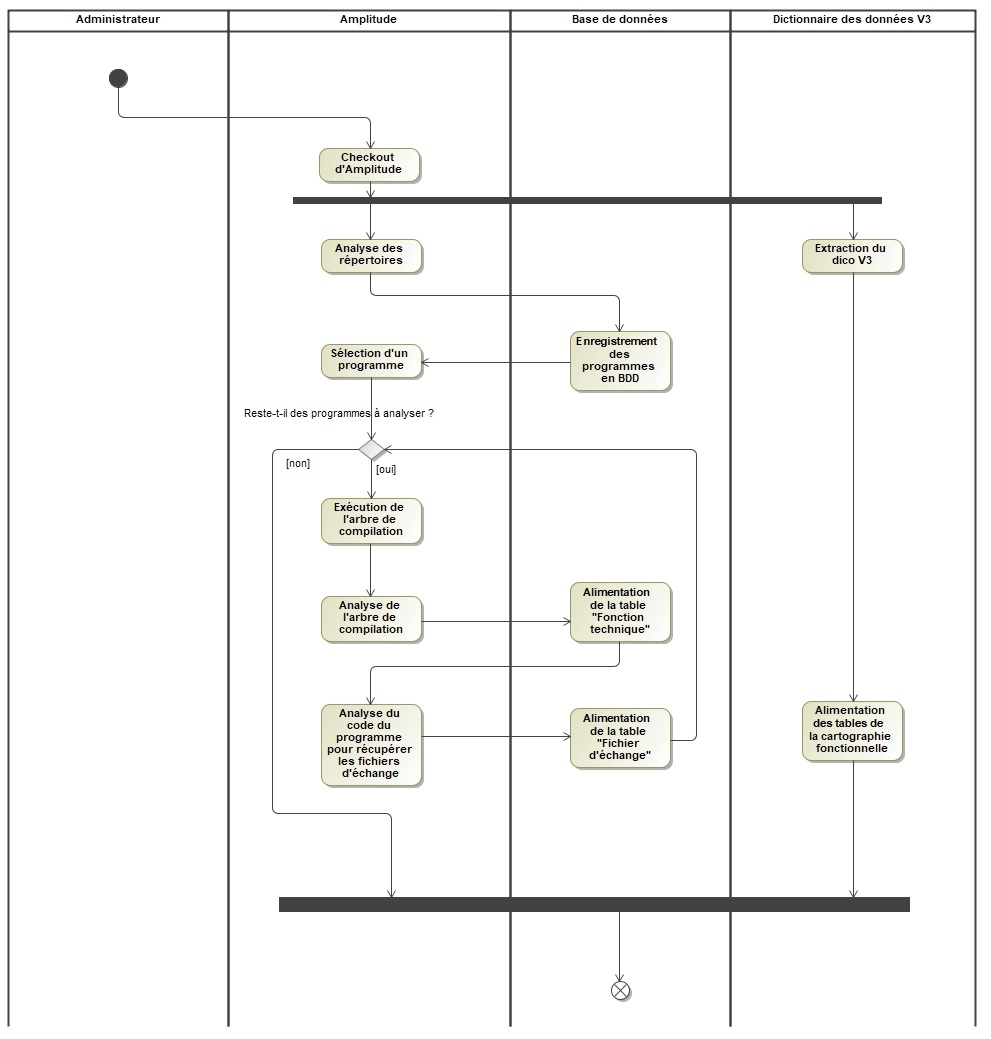 Administrateur
Amplitude
Base de données
Dictionnaire des données V3
Checkout
d'Amplitude
Analyse des
répertoires
Extraction du
dico V3
Enregistrement
des
programmes
en BDD
Sélection d'un
programme
Reste-t-il des programmes à analyser ?
[non]
[oui]
Exécution de
l'arbre de
compilation
Analyse de
l'arbre de
compilation
Alimentation
de la table
"Fonction
technique"
Analyse du
code du
programme
pour récupérer
les fichiers
d'échange
Alimentation
de la table
"Fichier
d'échange"
Alimentation
des tables de
la cartographie
fonctionnelle